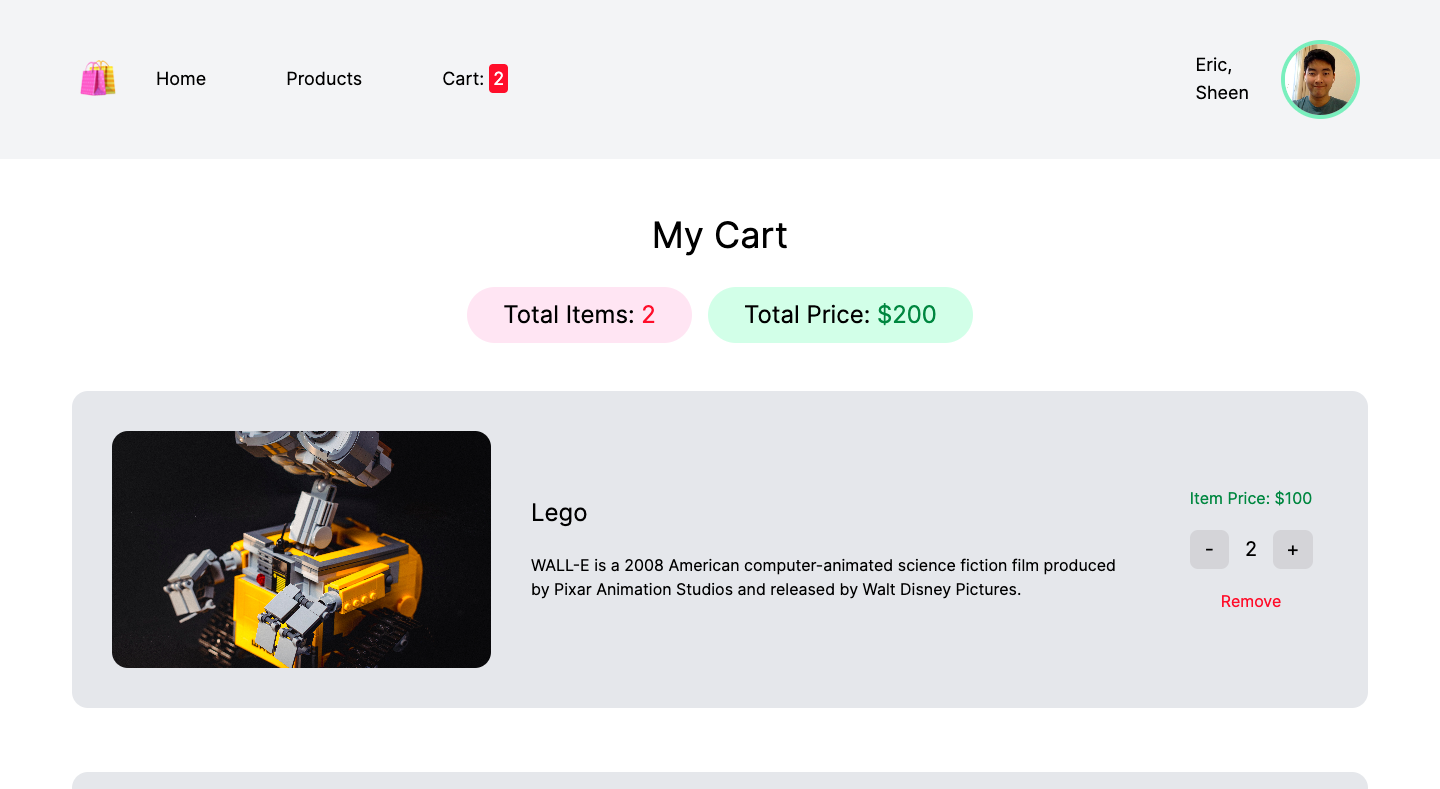 Home
Products
Cart: 2
Eric,
Sheen
My Cart
Total Items: 2
Total Price: $200
Lego
WALL-E is a 2008 American computer-animated science fiction film produced
by Pixar Animation Studios and released by Walt Disney Pictures.
Item Price: $100
- 2 +
Remove